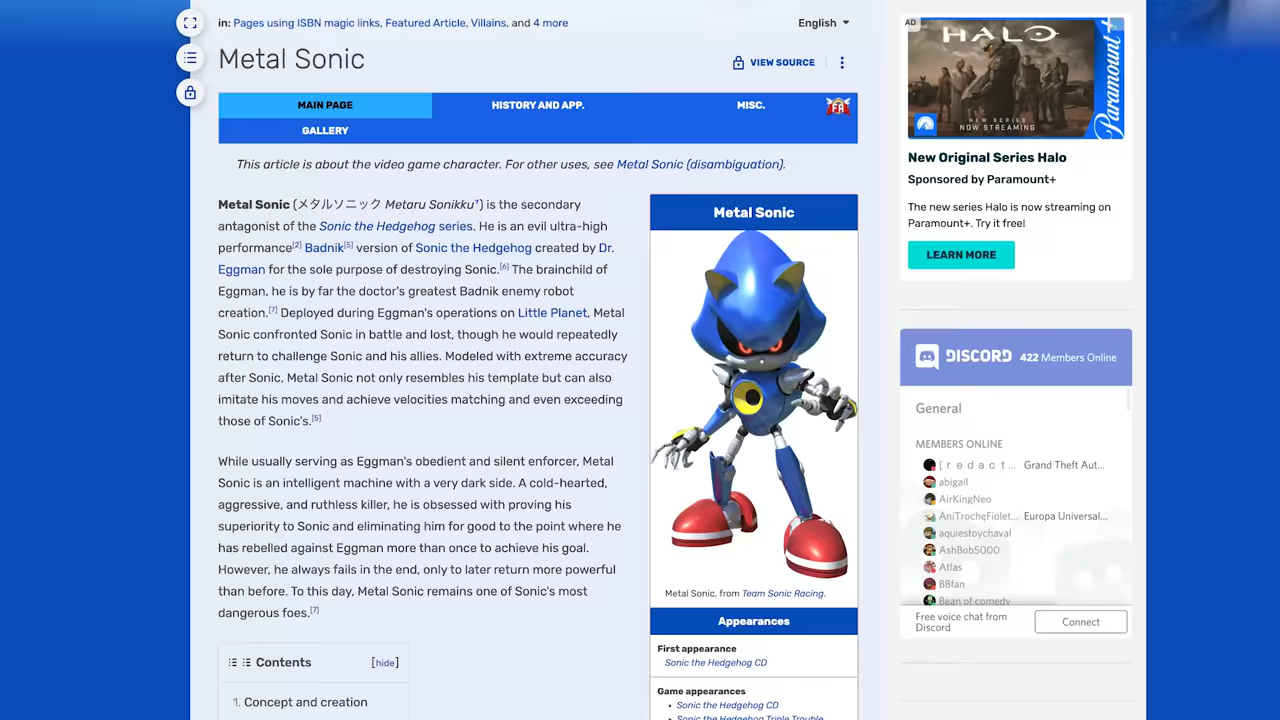 in: Pages using ISBN magic links, Featured Article, Villains, and 4 more
English
Metal Sonic
VIEW SOURCE
MAIN PAGE
HISTORY AND APP.
MISC.
GALLERY
This article is about the video game character. For other uses, see Metal Sonic (disambiguation).
Metal Sonic (メタルソニック Metaru Sonikku?) is the secondary
antagonist of the Sonic the Hedgehog series. He is an evil ultra-high
performance[2] Badnik[5] version of Sonic the Hedgehog created by Dr.
Eggman for the sole purpose of destroying Sonic.[6] The brainchild of
Eggman, he is by far the doctor's greatest Badnik enemy robot
creation.[7] Deployed during Eggman's operations on Little Planet, Metal
Sonic confronted Sonic in battle and lost, though he would repeatedly
return to challenge Sonic and his allies. Modeled with extreme accuracy
after Sonic, Metal Sonic not only resembles his template but can also
imitate his moves and achieve velocities matching and even exceeding
those of Sonic's.[5]
While usually serving as Eggman's obedient and silent enforcer, Metal
Sonic is an intelligent machine with a very dark side. A cold-hearted,
aggressive, and ruthless killer, he is obsessed with proving his
superiority to Sonic and eliminating him for good to the point where he
has rebelled against Eggman more than once to achieve his goal.
However, he always fails in the end, only to later return more powerful
than before. To this day, Metal Sonic remains one of Sonic's most
dangerous foes.[7]
Contents [hide]
1. Concept and creation
Metal Sonic
Metal Sonic, from Team Sonic Racing.
Appearances
First appearance
Sonic the Hedgehog CD
Game appearances
Sonic the Hedgehog CD
Sonic the Hedgehog Triple Trouble
AD
HALO
NEW SERIES
NOW STREAMING
Paramount+
New Original Series Halo
Sponsored by Paramount+
The new series Halo is now streaming on
Paramount+. Try it free!
LEARN MORE
DISCORD 422 Members Online
General
MEMBERS ONLINE
[ r e d a c t ... Grand Theft Aut...
abigail
AirKingNeo
AniTrochęFiolet... Europa Universal...
aquiestoychaval
AshBob5000
Atlas
BBfan
Bean of comedy
Free voice chat from
Discord
Connect